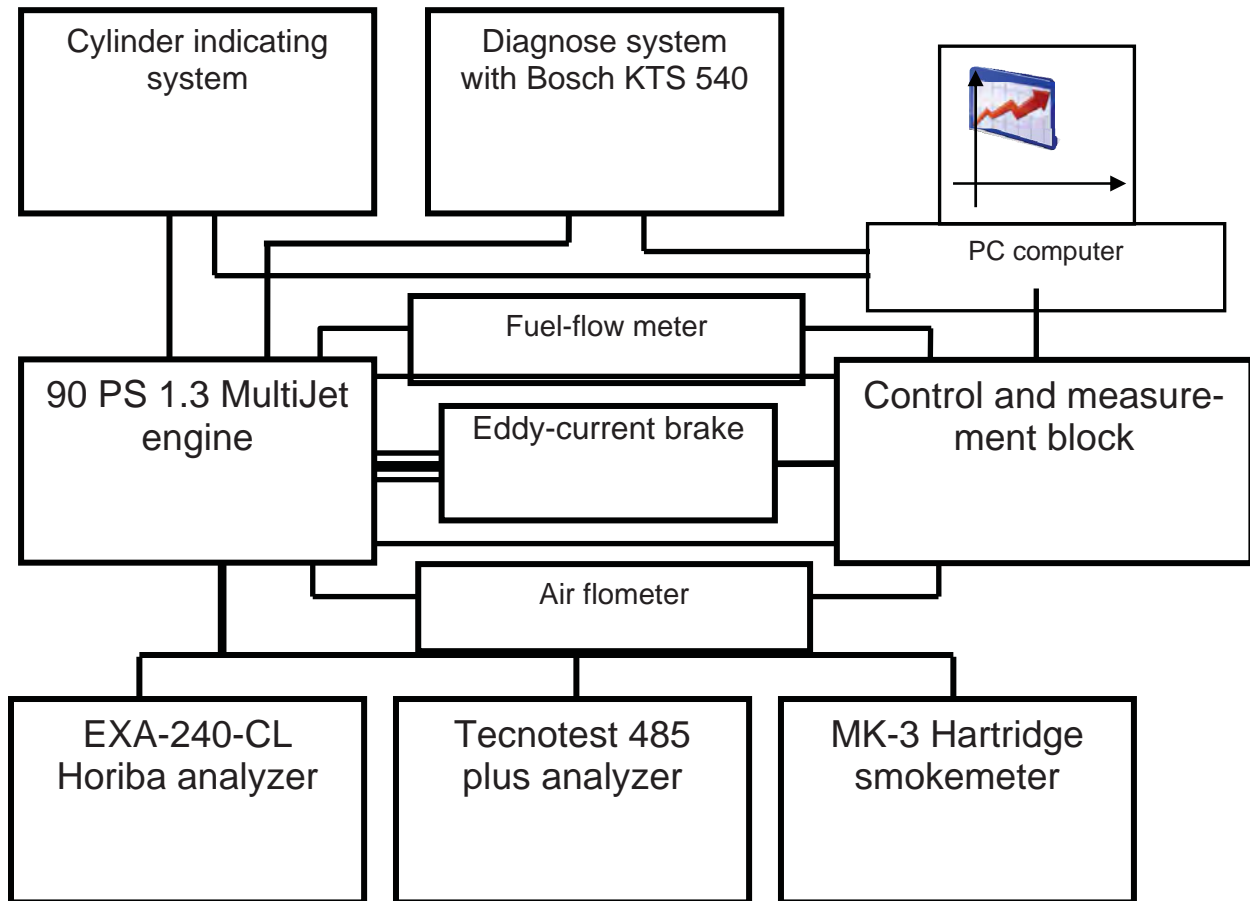 Cylinder indicating
system
Diagnose system
with Bosch KTS 540
PC computer
Fuel-flow meter
90 PS 1.3 MultiJet
engine
Eddy-current brake
Control and measure-
ment block
Air flometer
EXA-240-CL
Horiba analyzer
Tecnotest 485
plus analyzer
MK-3 Hartridge
smokemeter